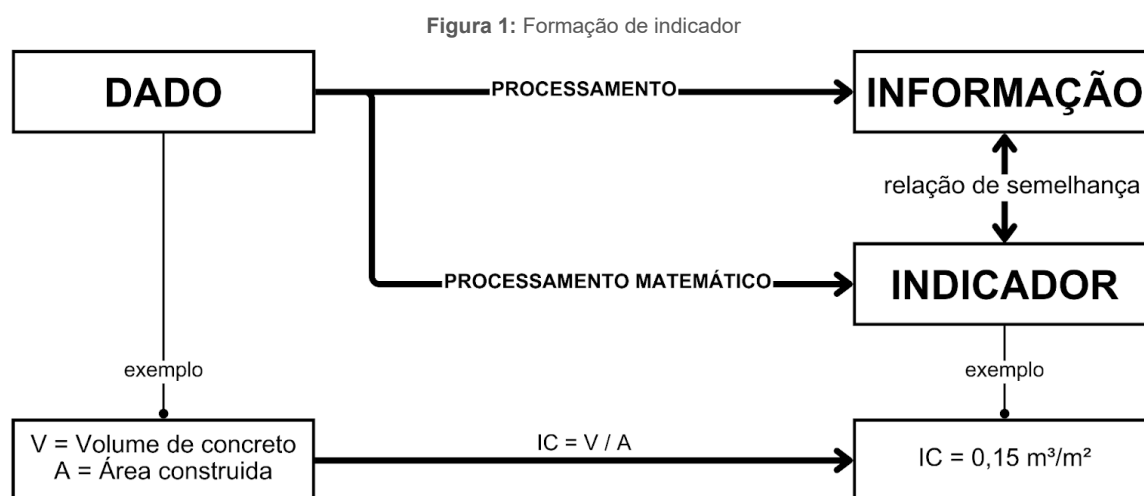 Figura 1: Formação de indicador
DADO
PROCESSAMENTO
INFORMAÇÃO
relação de semelhança
PROCESSAMENTO MATEMÁTICO
INDICADOR
exemplo
exemplo
V = Volume de concreto
A = Área construida
IC = V / A
IC = 0,15 m³/m²